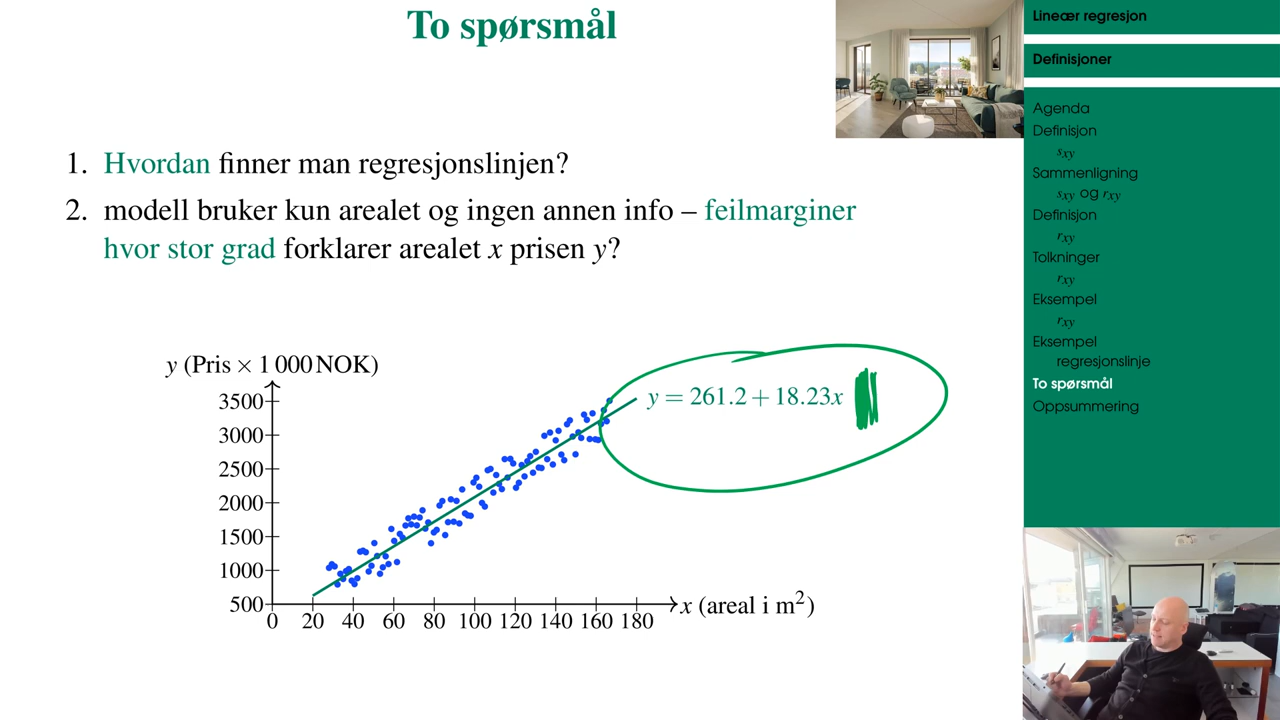 To spørsmål
1. Hvordan finner man regresjonslinjen?
2. modell bruker kun arealet og ingen annen info – feilmarginer
hvor stor grad forklarer arealet x prisen y?
y (Pris × 1 000 NOK)
3500
3000
2500
2000
1500
1000
500
0 20 40 60 80 100 120 140 160 180
x (areal i m²)
y = 261.2 + 18.23x
Lineær regresjon
Definisjoner
Agenda
Definisjon
sxy
Sammenligning
sxy og rxy
Definisjon
rxy
Tolkninger
rxy
Eksempel
rxy
Eksempel
regresjonslinje
To spørsmål
Oppsummering